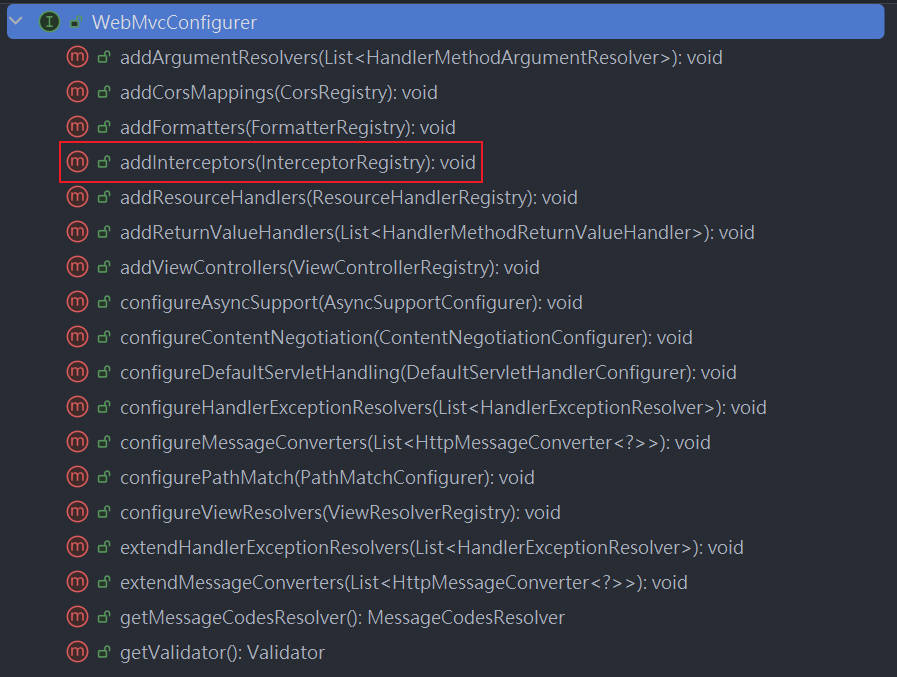 WebMvcConfigurer
addArgumentResolvers(List<HandlerMethodArgumentResolver>): void
addCorsMappings(CorsRegistry): void
addFormatters(FormatterRegistry): void
addInterceptors(InterceptorRegistry): void
addResourceHandlers(ResourceHandlerRegistry): void
addReturnValueHandlers(List<HandlerMethodReturnValueHandler>): void
addViewControllers(ViewControllerRegistry): void
configureAsyncSupport(AsyncSupportConfigurer): void
configureContentNegotiation(ContentNegotiationConfigurer): void
configureDefaultServletHandling(DefaultServletHandlerConfigurer): void
configureHandlerExceptionResolvers(List<HandlerExceptionResolver>): void
configureMessageConverters(List<HttpMessageConverter<?>>): void
configurePathMatch(PathMatchConfigurer): void
configureViewResolvers(ViewResolverRegistry): void
extendHandlerExceptionResolvers(List<HandlerExceptionResolver>): void
extendMessageConverters(List<HttpMessageConverter<?>>): void
getMessageCodesResolver(): MessageCodesResolver
getValidator(): Validator